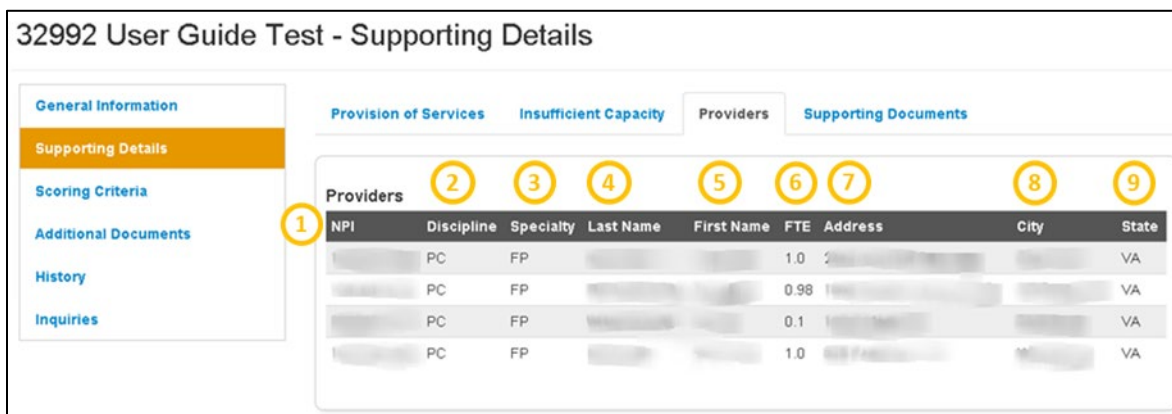 32992 User Guide Test - Supporting Details
General Information
Supporting Details
Scoring Criteria
Additional Documents
History
Inquiries
Provision of Services Insufficient Capacity Providers Supporting Documents
Providers 2 3 4 5 6 7 8 9
1 NPI Discipline Specialty Last Name First Name FTE Address City State
PC FP 1.0 VA
PC FP 0.98 VA
PC FP 0.1 VA
PC FP 1.0 VA